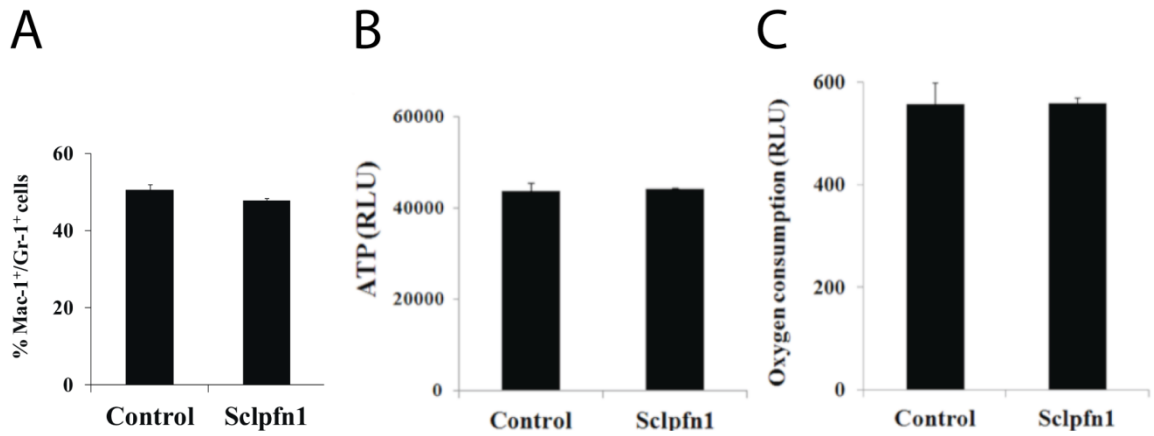 A
% Mac-1⁺/Gr-1⁺ cells
60
40
20
0
Control Sclpfn1
B
ATP (RLU)
60000
40000
20000
0
Control Sclpfn1
C
Oxygen consumption (RLU)
600
400
200
0
Control Sclpfn1